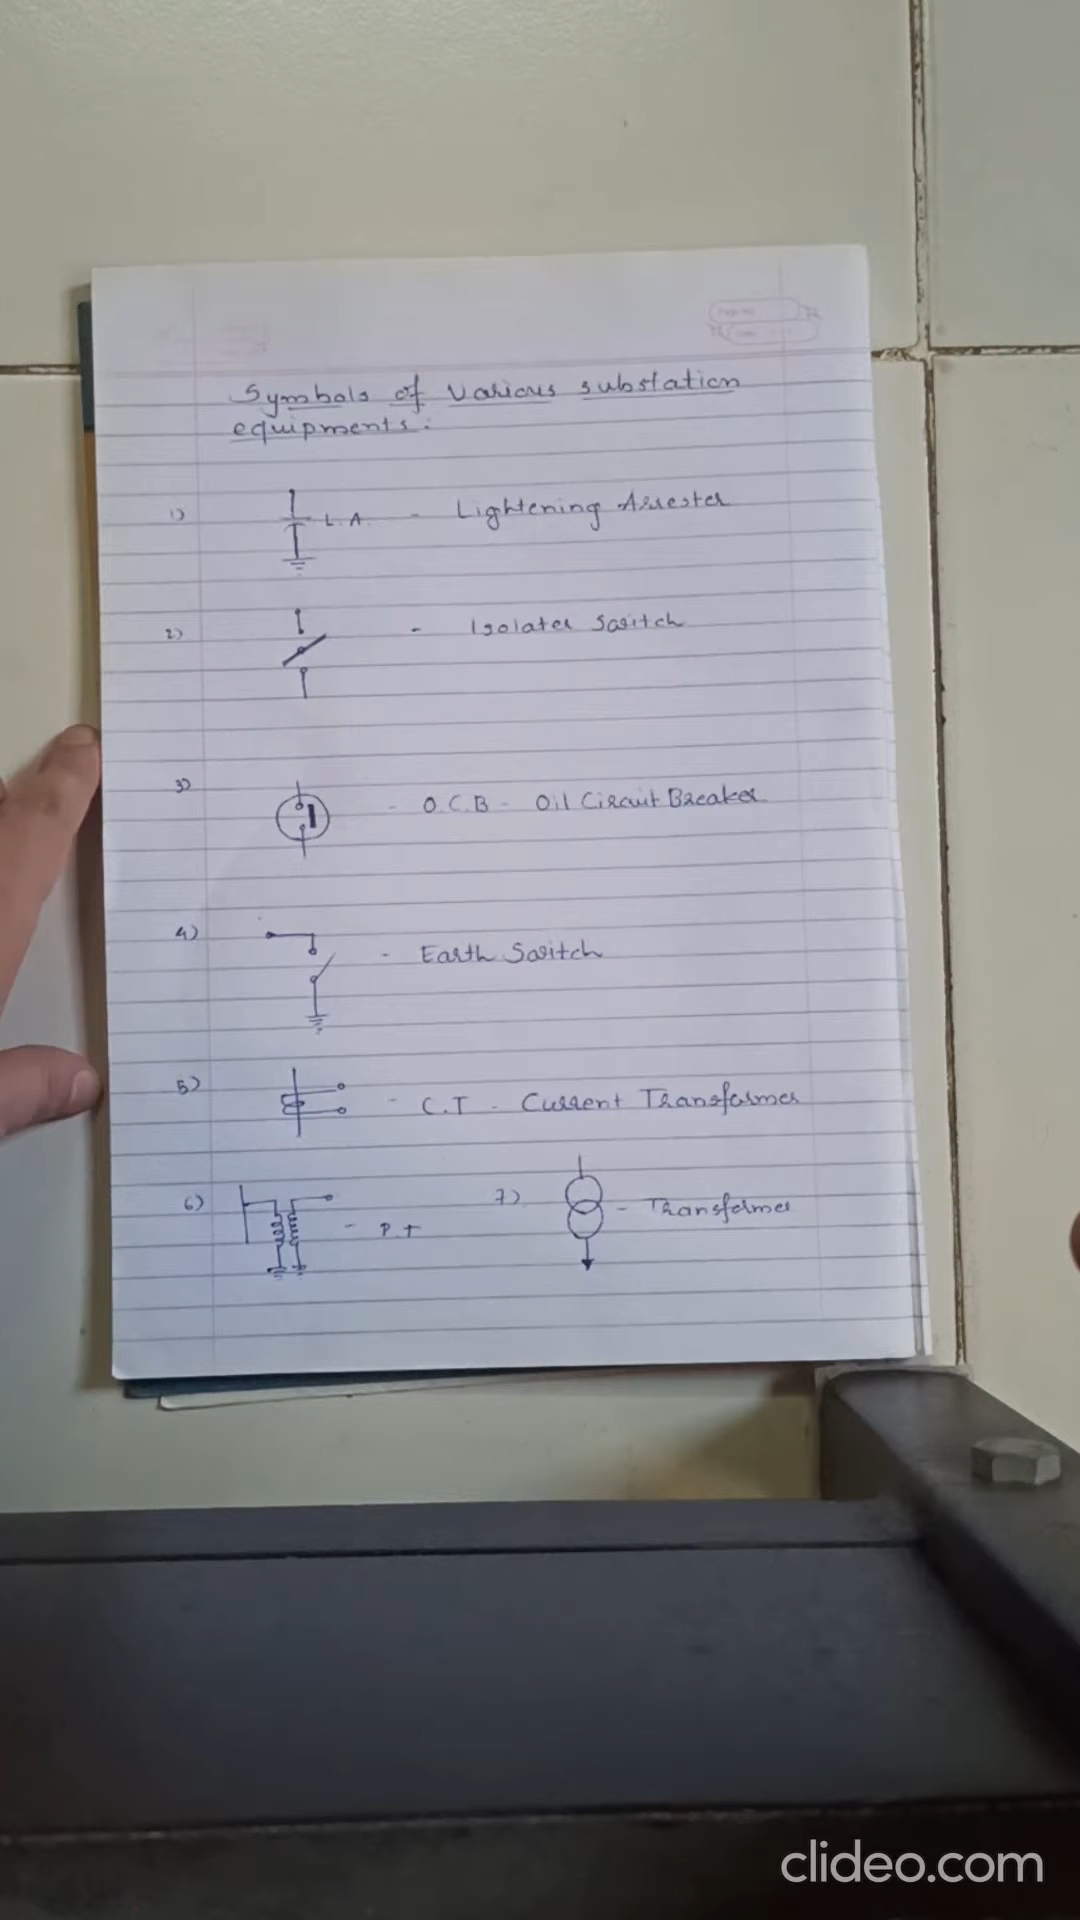 Symbols of various substation
equipments:
1) L.A. - Lightening Arrester
2) - Isolater Switch
3) - O.C.B - Oil Circuit Breaker
4) - Earth Switch
5) - C.T - Current Transformer
6) - P.T
7) - Transformer
clideo.com